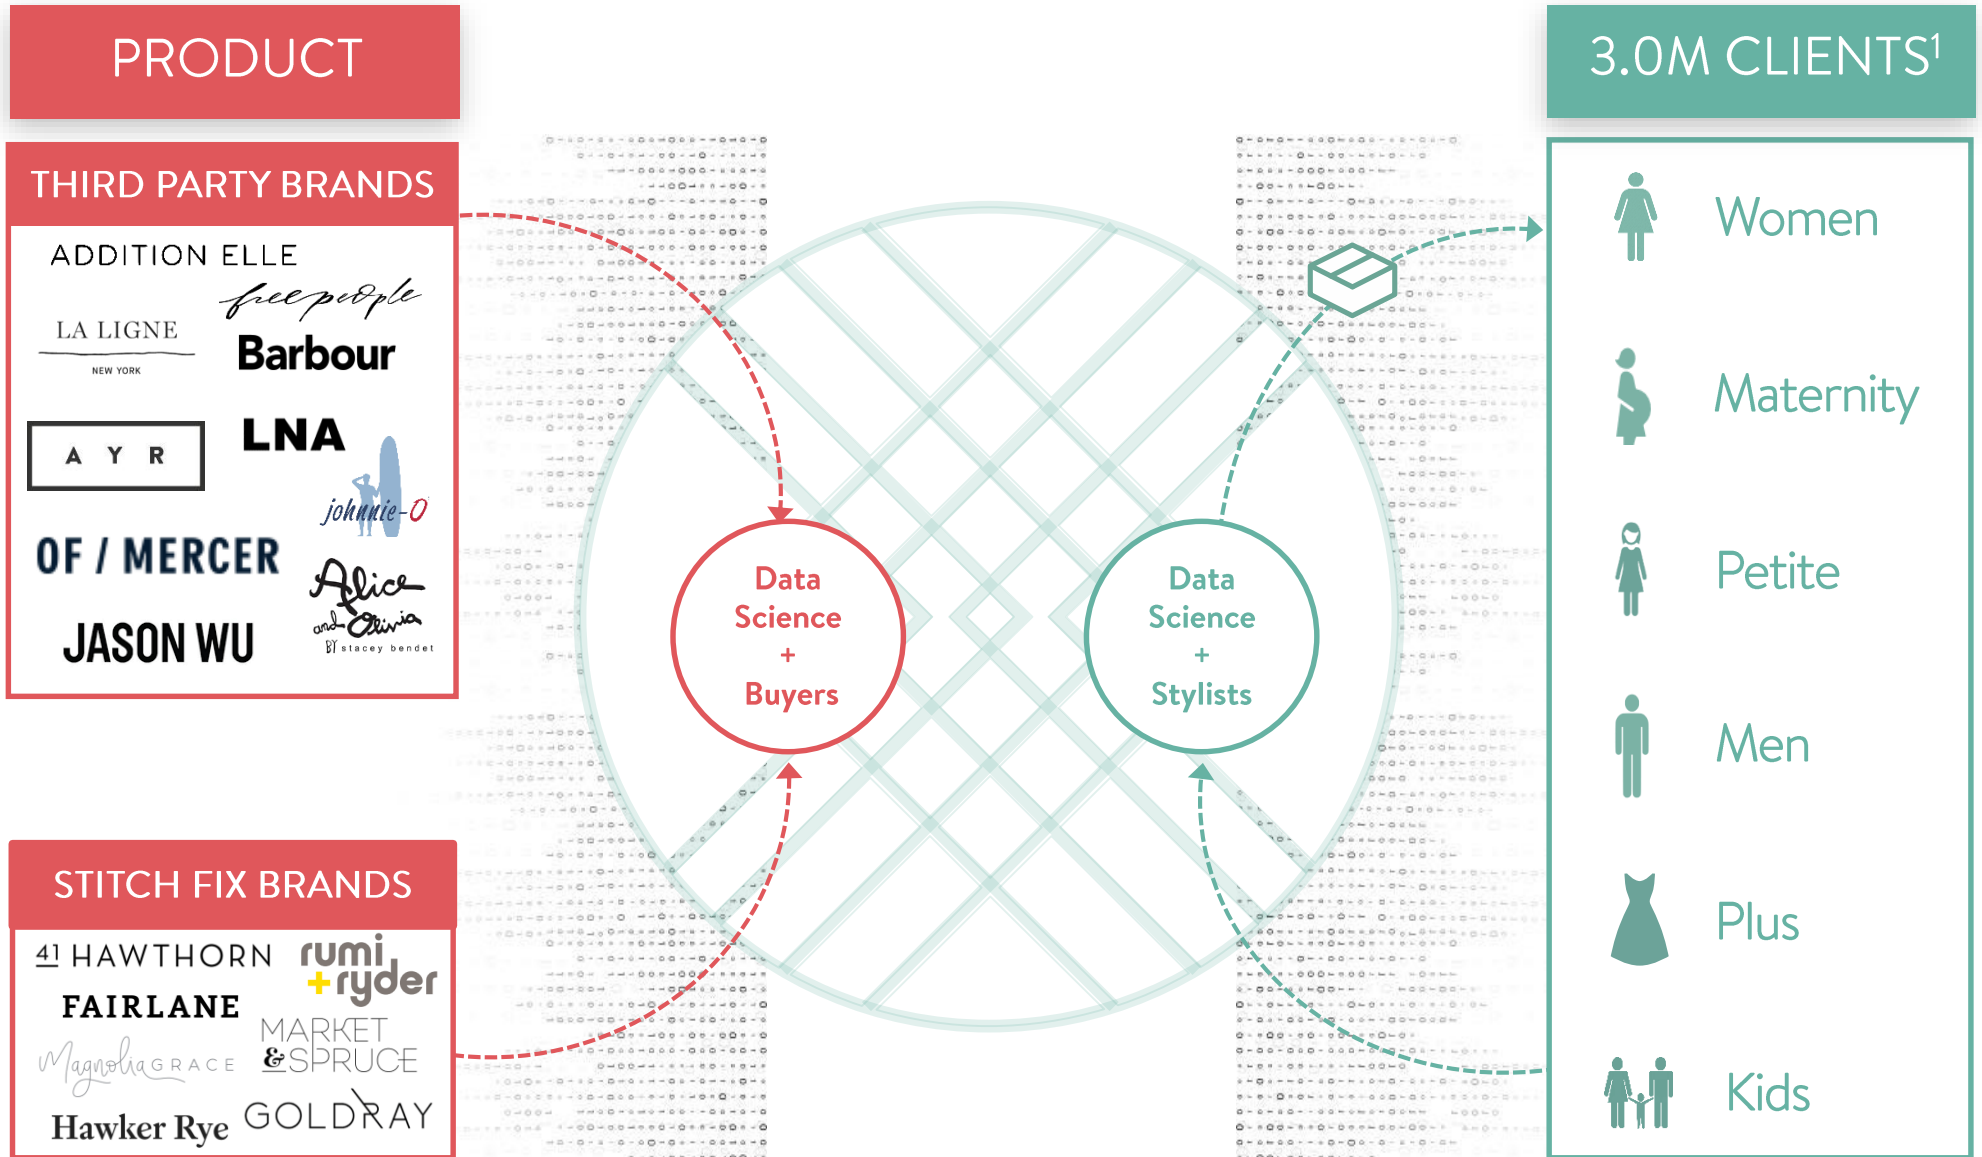 PRODUCT
THIRD PARTY BRANDS
ADDITION ELLE
free people
LA LIGNE
NEW YORK
Barbour
AYR
LNA
johnnie-O
OF / MERCER
Alice
and Olivia
BY stacey bendet
JASON WU
STITCH FIX BRANDS
41 HAWTHORN
rumi
+ryder
FAIRLANE
MagnoliaGRACE
MARKET
&SPRUCE
Hawker Rye
GOLDRAY
Data
Science
+
Buyers
Data
Science
+
Stylists
3.0M CLIENTS¹
Women
Maternity
Petite
Men
Plus
Kids